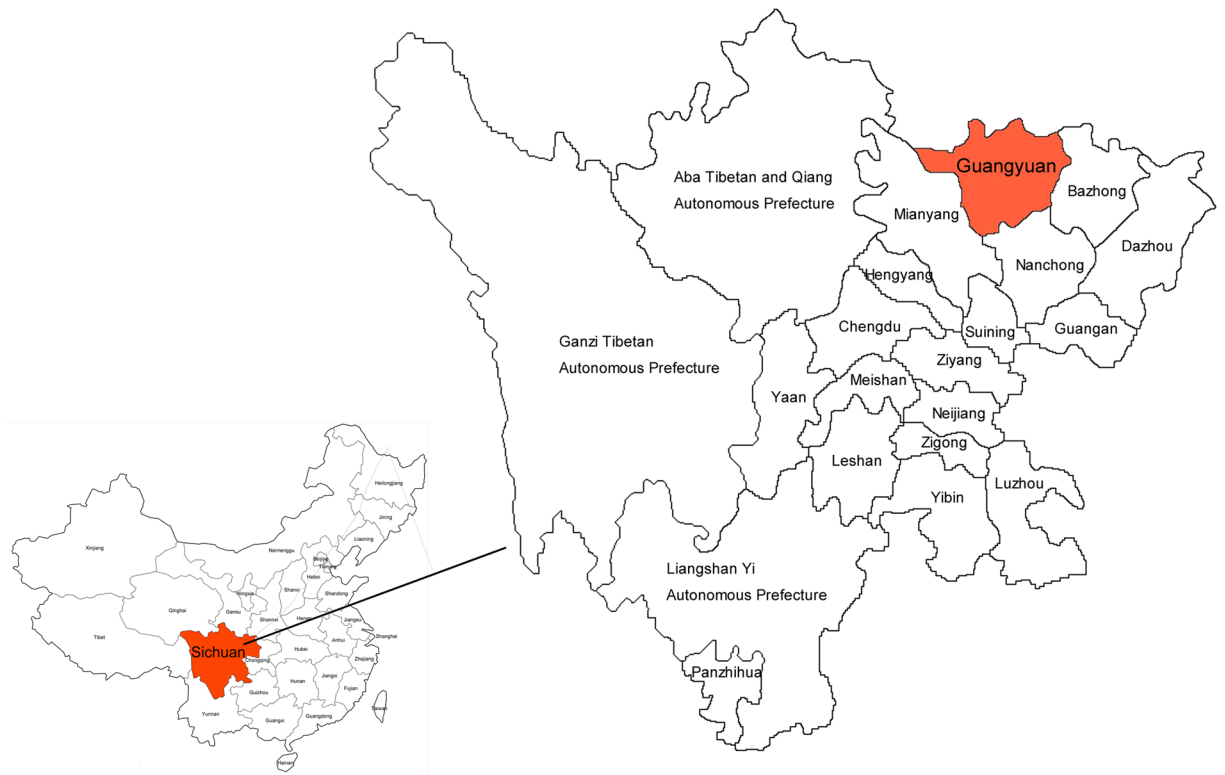 Guangyuan
Aba Tibetan and Qiang
Autonomous Prefecture
Bazhong
Mianyang
Dazhou
Nanchong
Hengyang
Chengdu
Suining
Guangan
Ganzi Tibetan
Autonomous Prefecture
Ziyang
Meishan
Yaan
Neijiang
Zigong
Leshan
Luzhou
Yibin
Liangshan Yi
Autonomous Prefecture
Panzhihua
Heilongjiang
Jining
Liaoning
Xinjiang
Neimenggu
Beijing
Tianjing
Hebei
Ningxia
Shanxi
Shandong
Qinghai
Gansu
Shannxi
Henan
Jiangsu
Tibet
Shanghai
Anhui
Sichuan
Hubei
Chongqing
Zhejiang
Jiangxi
Hunan
Guizhou
Fujian
Yunnan
Guangxi
Guangdong
Taiwan
Hainan